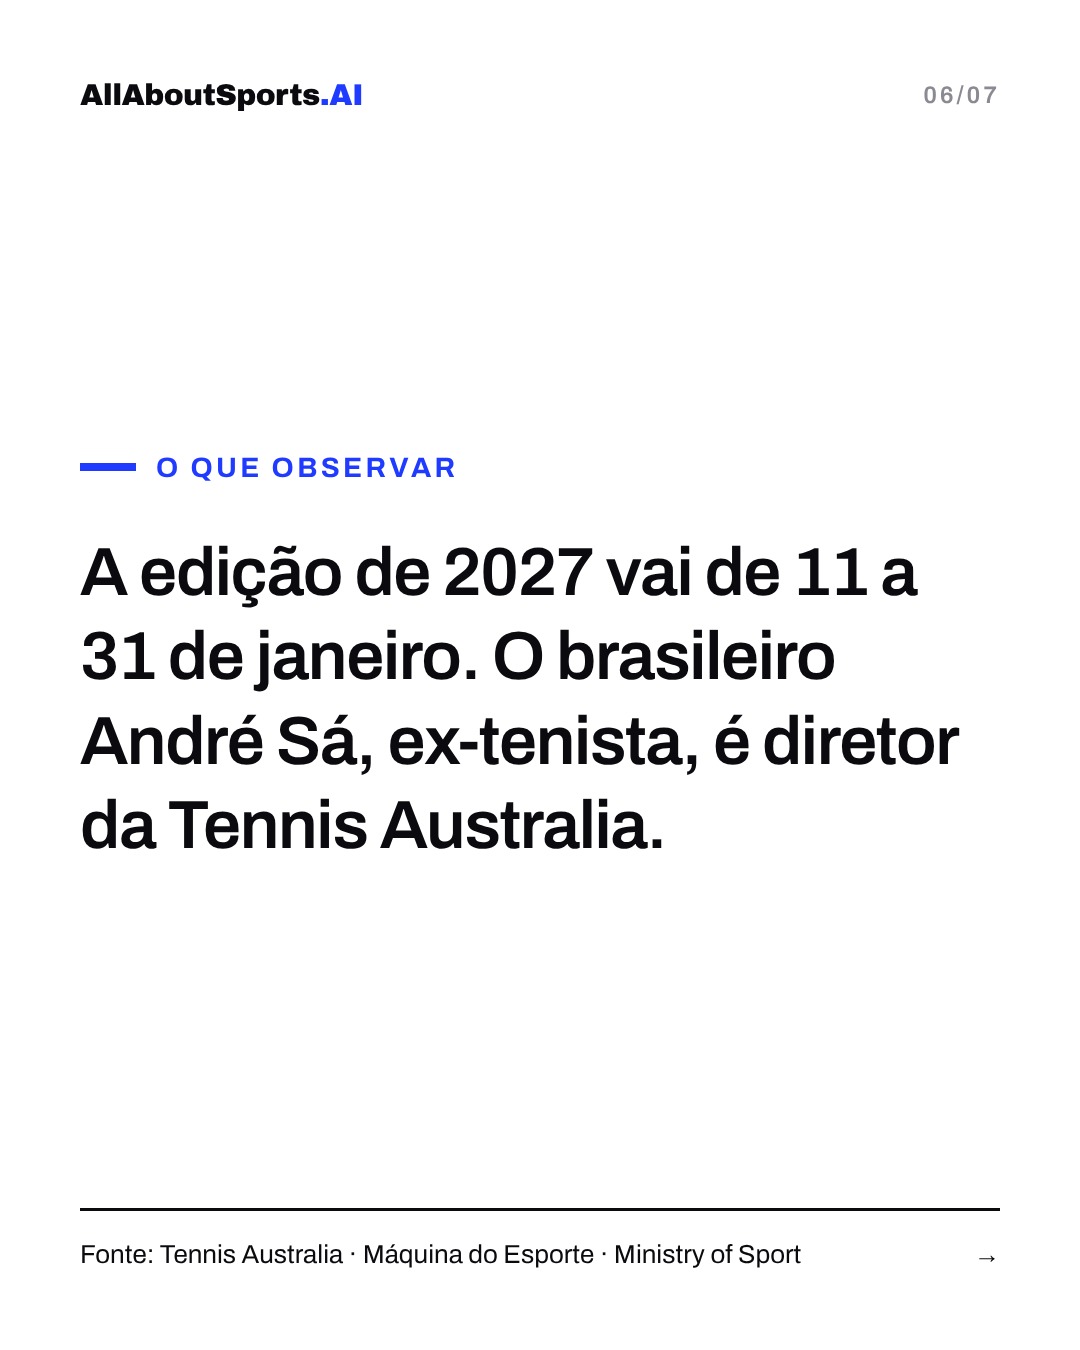 AllAboutSports.AI
06/07
O QUE OBSERVAR
A edição de 2027 vai de 11 a
31 de janeiro. O brasileiro
André Sá, ex-tenista, é diretor
da Tennis Australia.
Fonte: Tennis Australia · Máquina do Esporte · Ministry of Sport →